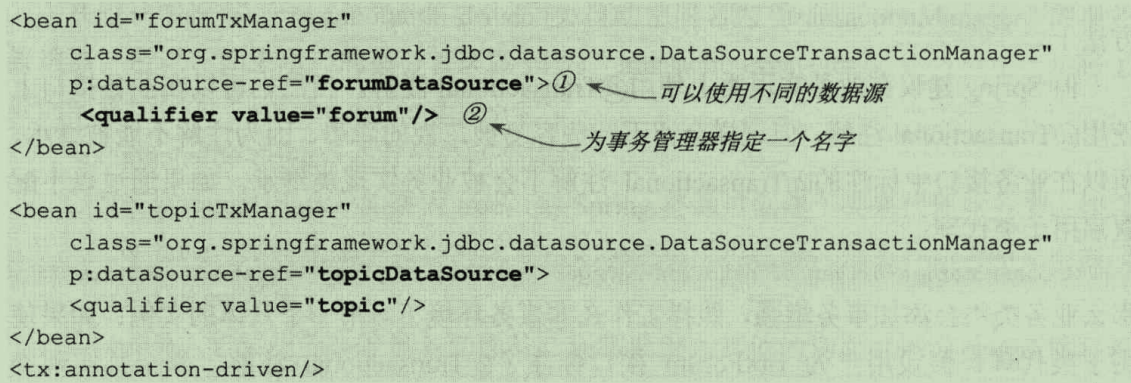 <bean id="forumTxManager"
class="org.springframework.jdbc.datasource.DataSourceTransactionManager"
p:dataSource-ref="forumDataSource">① 可以使用不同的数据源
<qualifier value="forum"/> ②
为事务管理器指定一个名字
</bean>
<bean id="topicTxManager"
class="org.springframework.jdbc.datasource.DataSourceTransactionManager"
p:dataSource-ref="topicDataSource">
<qualifier value="topic"/>
</bean>
<tx:annotation-driven/>